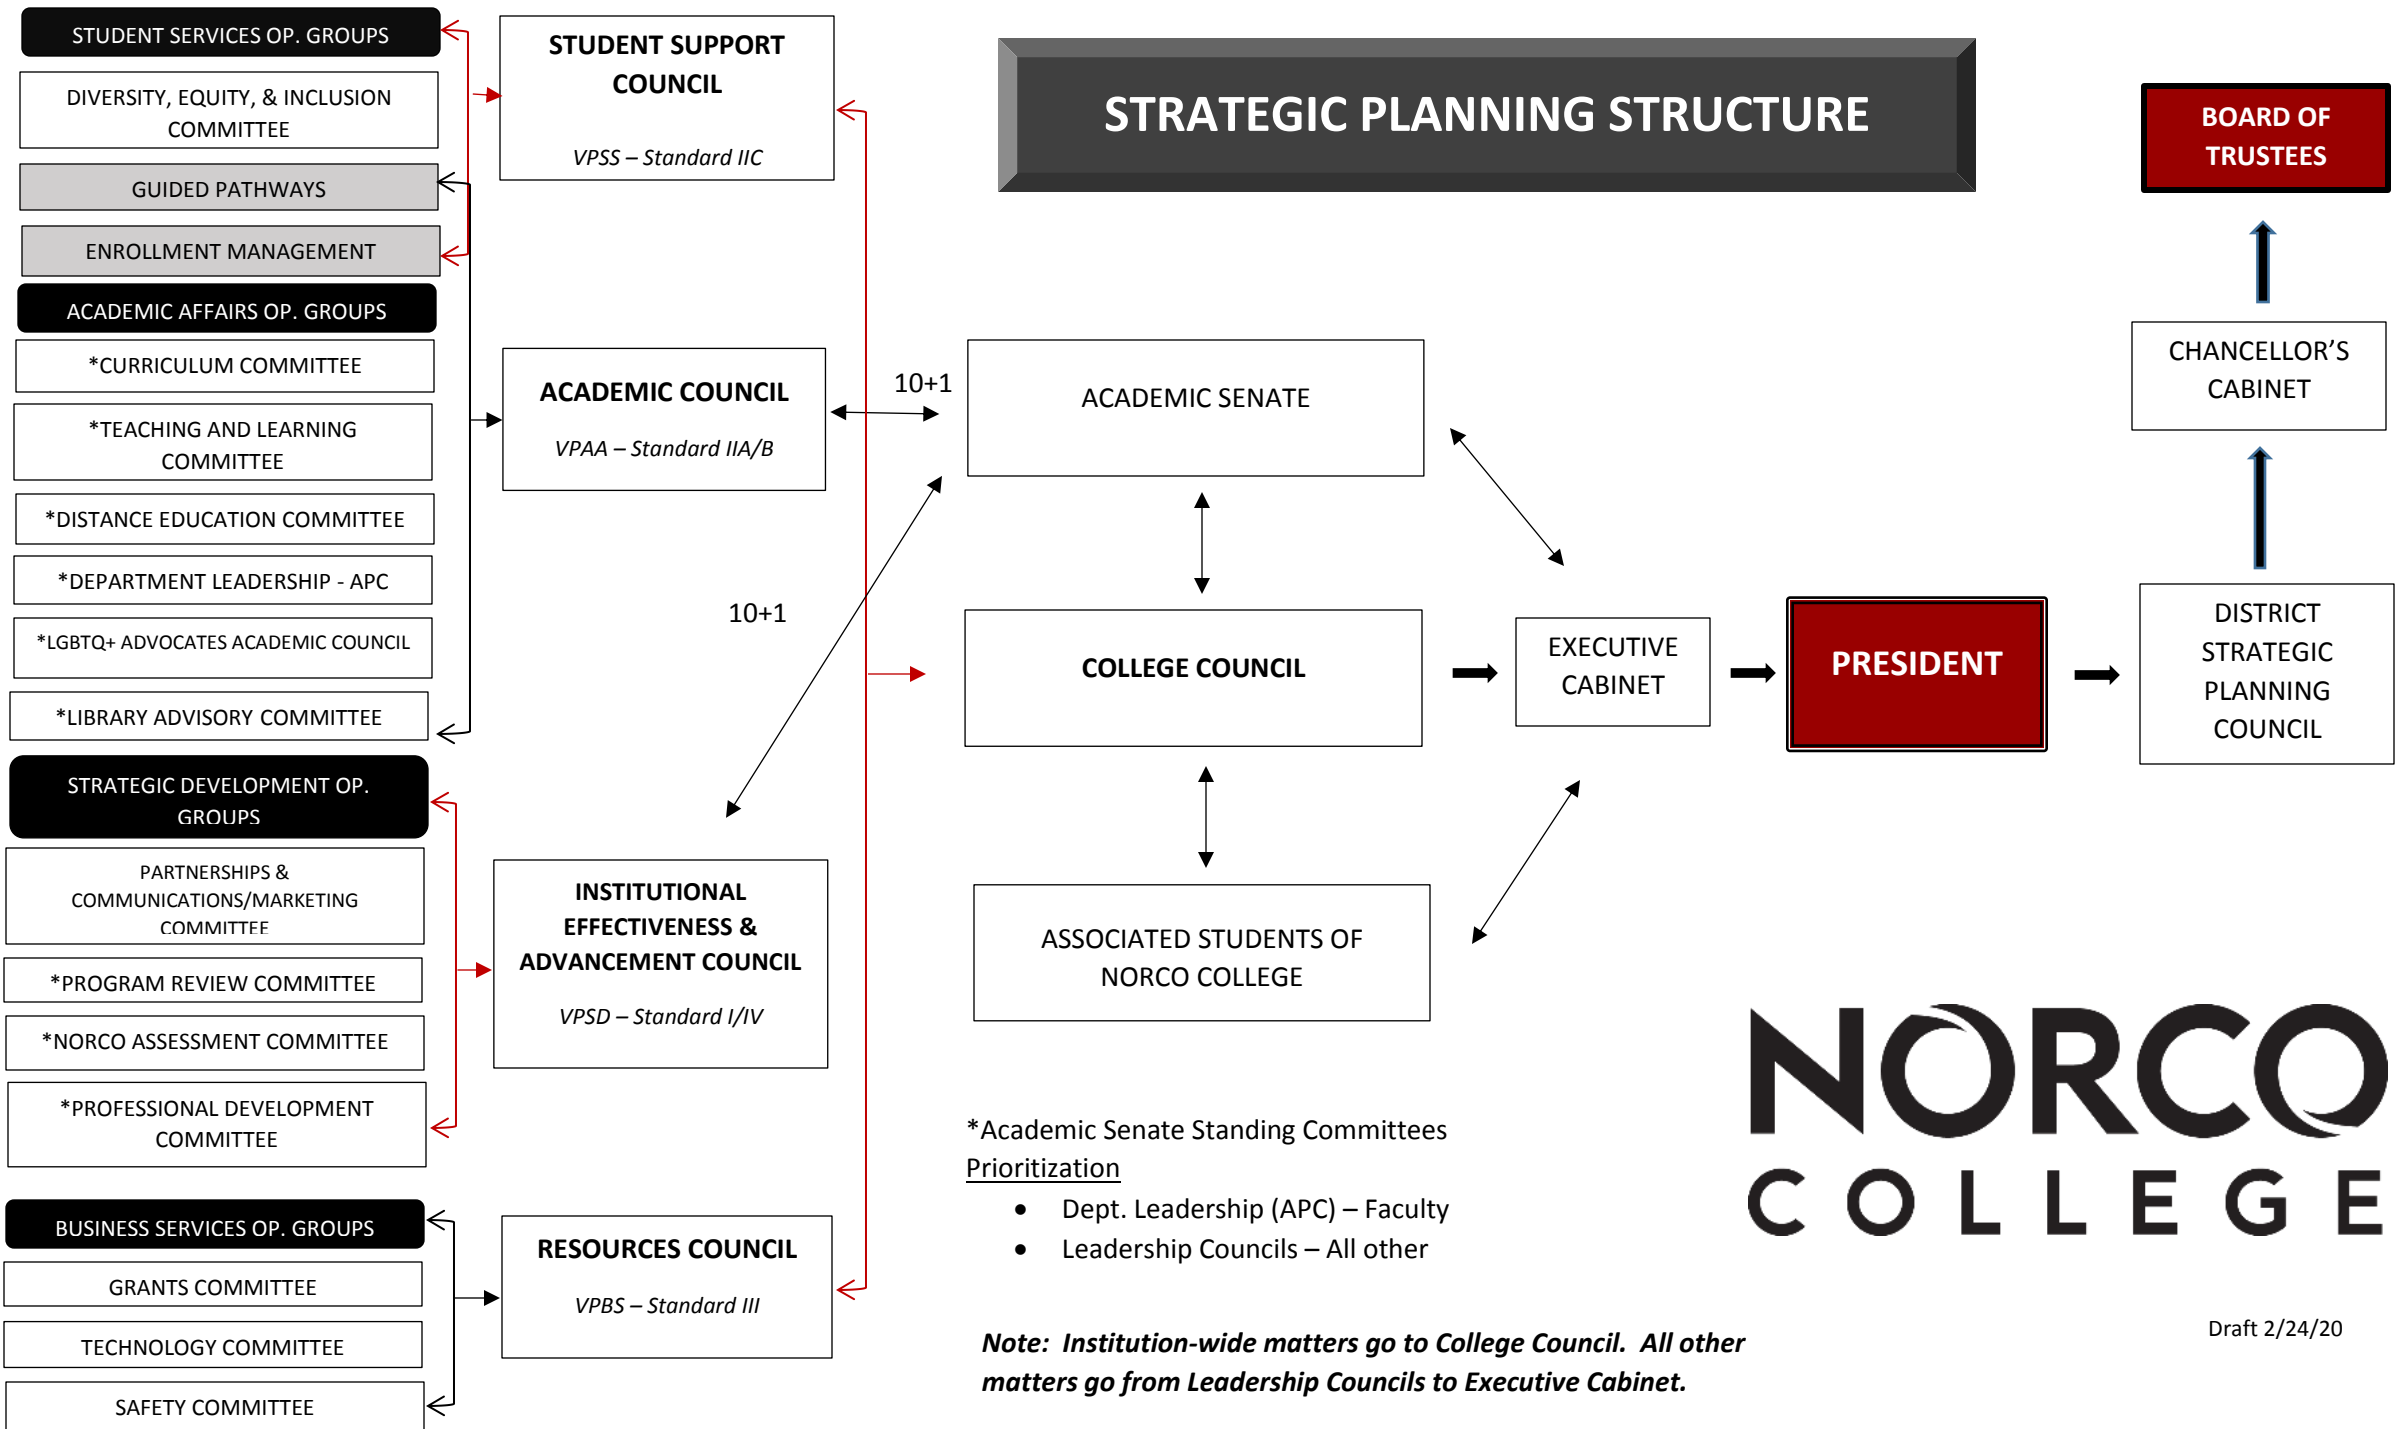 STUDENT SERVICES OP. GROUPS
DIVERSITY, EQUITY, & INCLUSION
COMMITTEE
GUIDED PATHWAYS
ENROLLMENT MANAGEMENT
ACADEMIC AFFAIRS OP. GROUPS
*CURRICULUM COMMITTEE
*TEACHING AND LEARNING
COMMITTEE
*DISTANCE EDUCATION COMMITTEE
*DEPARTMENT LEADERSHIP - APC
*LGBTQ+ ADVOCATES ACADEMIC COUNCIL
*LIBRARY ADVISORY COMMITTEE
STRATEGIC DEVELOPMENT OP.
GROUPS
PARTNERSHIPS &
COMMUNICATIONS/MARKETING
COMMITTEE
*PROGRAM REVIEW COMMITTEE
*NORCO ASSESSMENT COMMITTEE
*PROFESSIONAL DEVELOPMENT
COMMITTEE
BUSINESS SERVICES OP. GROUPS
GRANTS COMMITTEE
TECHNOLOGY COMMITTEE
SAFETY COMMITTEE
STUDENT SUPPORT
COUNCIL
VPSS – Standard IIC
ACADEMIC COUNCIL
VPAA – Standard IIA/B
INSTITUTIONAL
EFFECTIVENESS &
ADVANCEMENT COUNCIL
VPSD – Standard I/IV
RESOURCES COUNCIL
VPBS – Standard III
10+1
10+1
STRATEGIC PLANNING STRUCTURE
ACADEMIC SENATE
COLLEGE COUNCIL
ASSOCIATED STUDENTS OF
NORCO COLLEGE
EXECUTIVE
CABINET
PRESIDENT
BOARD OF
TRUSTEES
CHANCELLOR’S
CABINET
DISTRICT
STRATEGIC
PLANNING
COUNCIL
*Academic Senate Standing Committees
Prioritization
• Dept. Leadership (APC) – Faculty
• Leadership Councils – All other
Note: Institution-wide matters go to College Council. All other
matters go from Leadership Councils to Executive Cabinet.
NORCO
COLLEGE
Draft 2/24/20